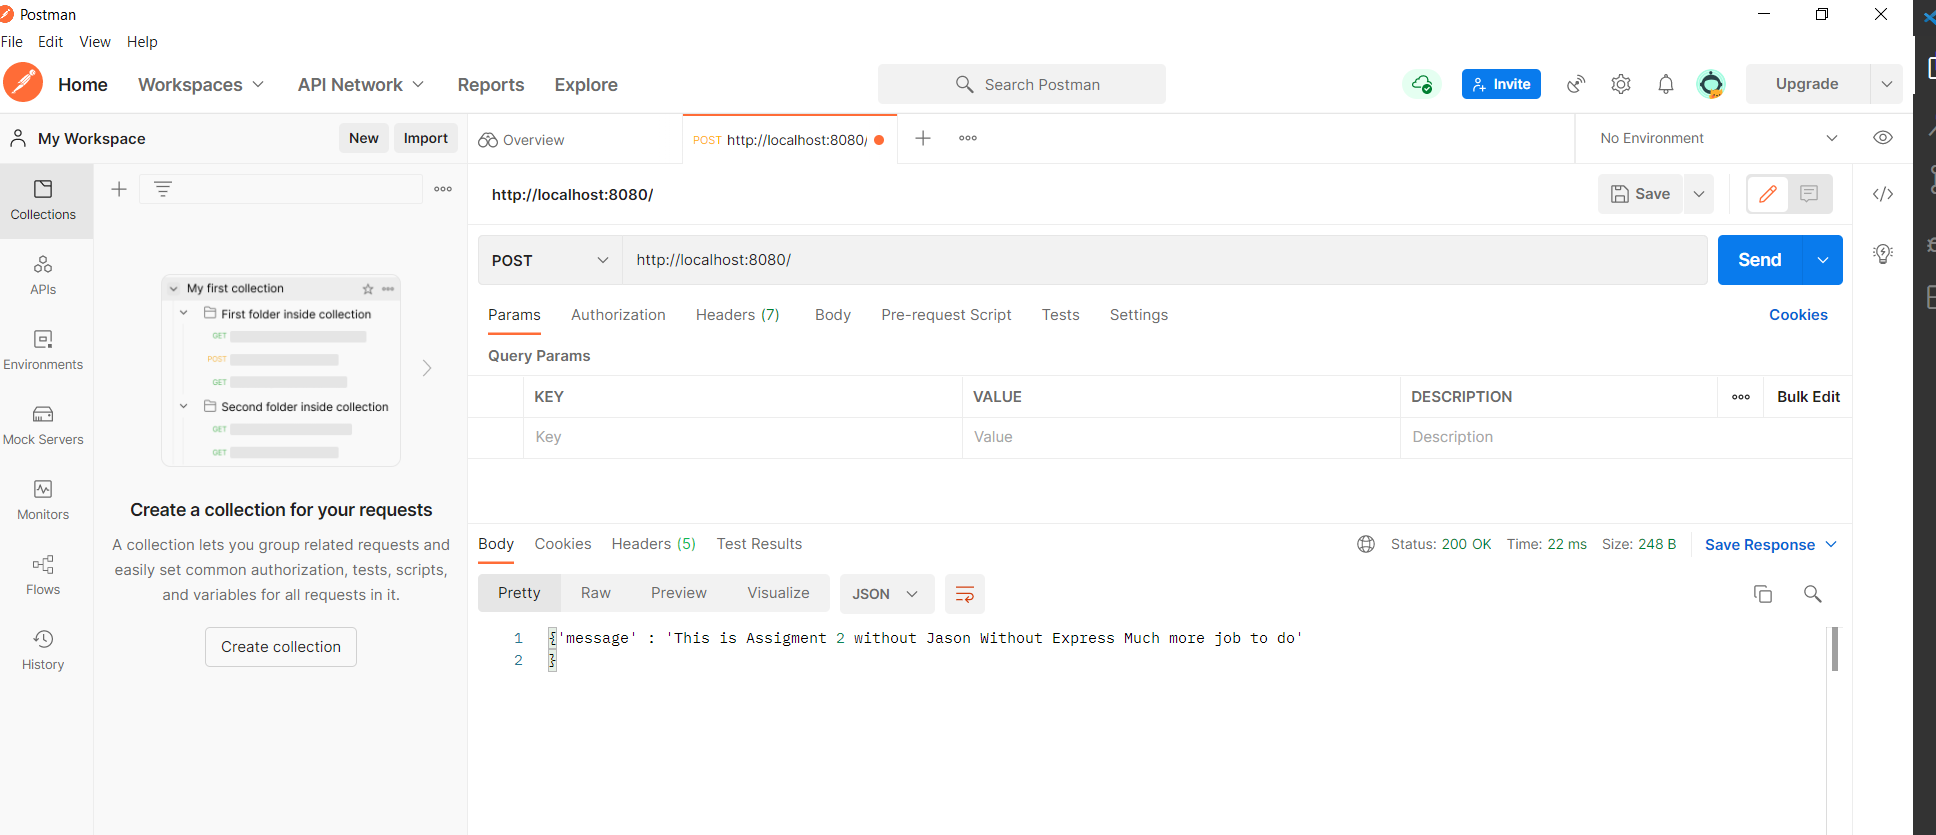 Postman
File Edit View Help
Home Workspaces API Network Reports Explore Search Postman Invite Upgrade
My Workspace New Import Overview POST http://localhost:8080/ No Environment
Collections
APIs
Environments
Mock Servers
Monitors
Flows
History
My first collection
First folder inside collection
GET
POST
GET
Second folder inside collection
GET
GET
Create a collection for your requests
A collection lets you group related requests and
easily set common authorization, tests, scripts,
and variables for all requests in it.
Create collection
http://localhost:8080/ Save
POST http://localhost:8080/ Send
Params Authorization Headers (7) Body Pre-request Script Tests Settings Cookies
Query Params
KEY VALUE DESCRIPTION Bulk Edit
Key Value Description
Body Cookies Headers (5) Test Results Status: 200 OK Time: 22 ms Size: 248 B Save Response
Pretty Raw Preview Visualize JSON
1 {'message' : 'This is Assigment 2 without Jason Without Express Much more job to do'
2 }